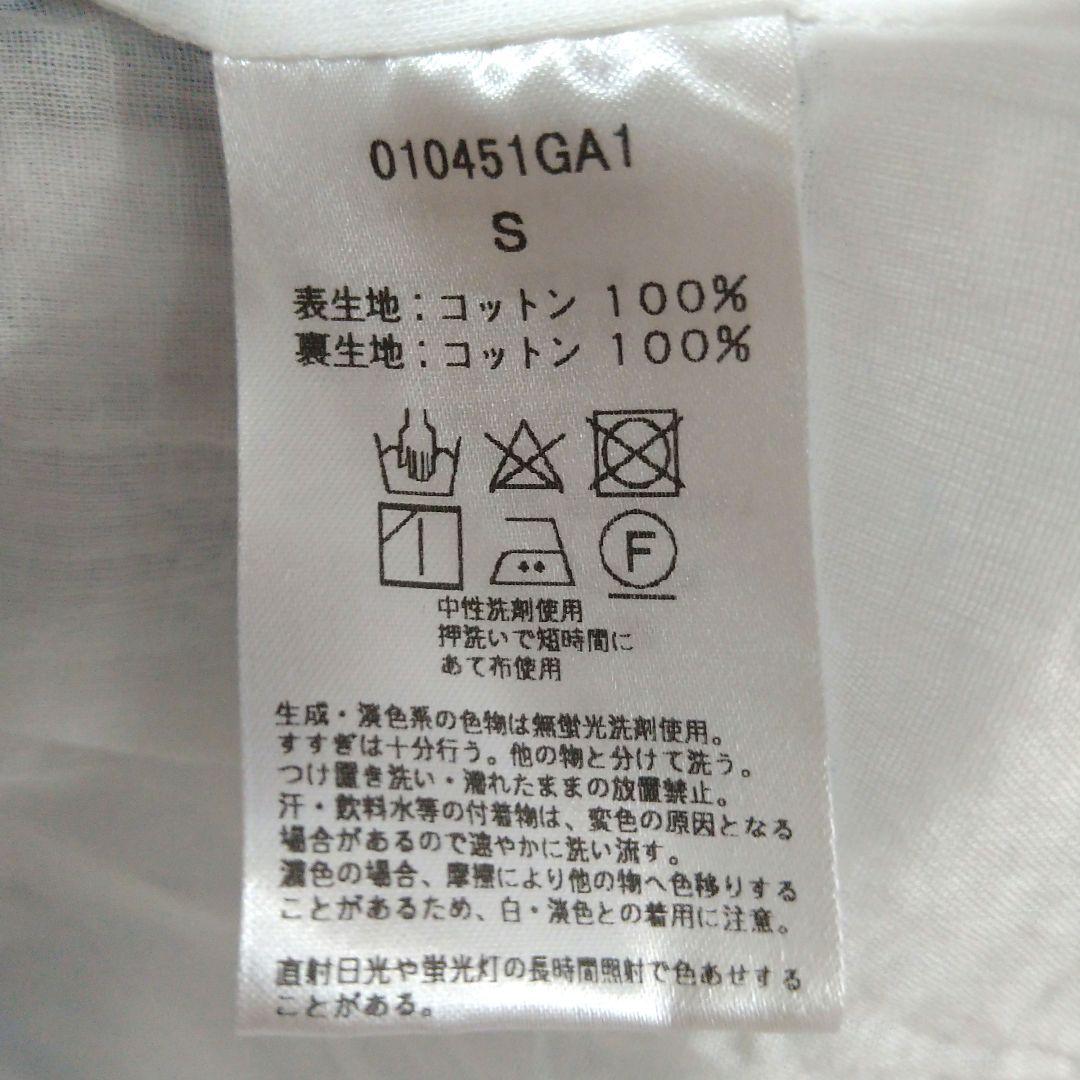 010451GA1
S
表生地：コットン １００％
裏生地：コットン １００％
F
中性洗剤使用
押洗いで短時間に
あて布使用
生成・淡色系の色物は無蛍光洗剤使用。
すすぎは十分行う。他の物と分けて洗う。
つけ置き洗い・濡れたままの放置禁止。
汗・飲料水等の付着物は、変色の原因となる
場合があるので速やかに洗い流す。
濃色の場合、摩擦により他の物へ色移りする
ことがあるため、白・淡色との着用に注意。
直射日光や蛍光灯の長時間照射で色あせする
ことがある。